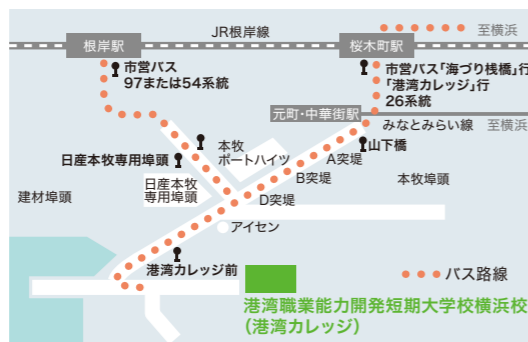 JR根岸線
至横浜
根岸駅
桜木町駅
市営バス
97または54系統
市営バス「海づり桟橋」行
「港湾カレッジ」行
26系統
元町・中華街駅
みなとみらい線
至横浜
山下橋
本牧
ポートハイツ
A突堤
日産本牧専用埠頭
B突堤
本牧埠頭
日産本牧
専用埠頭
建材埠頭
D突堤
アイセン
港湾カレッジ前
バス路線
港湾職業能力開発短期大学校横浜校
(港湾カレッジ)